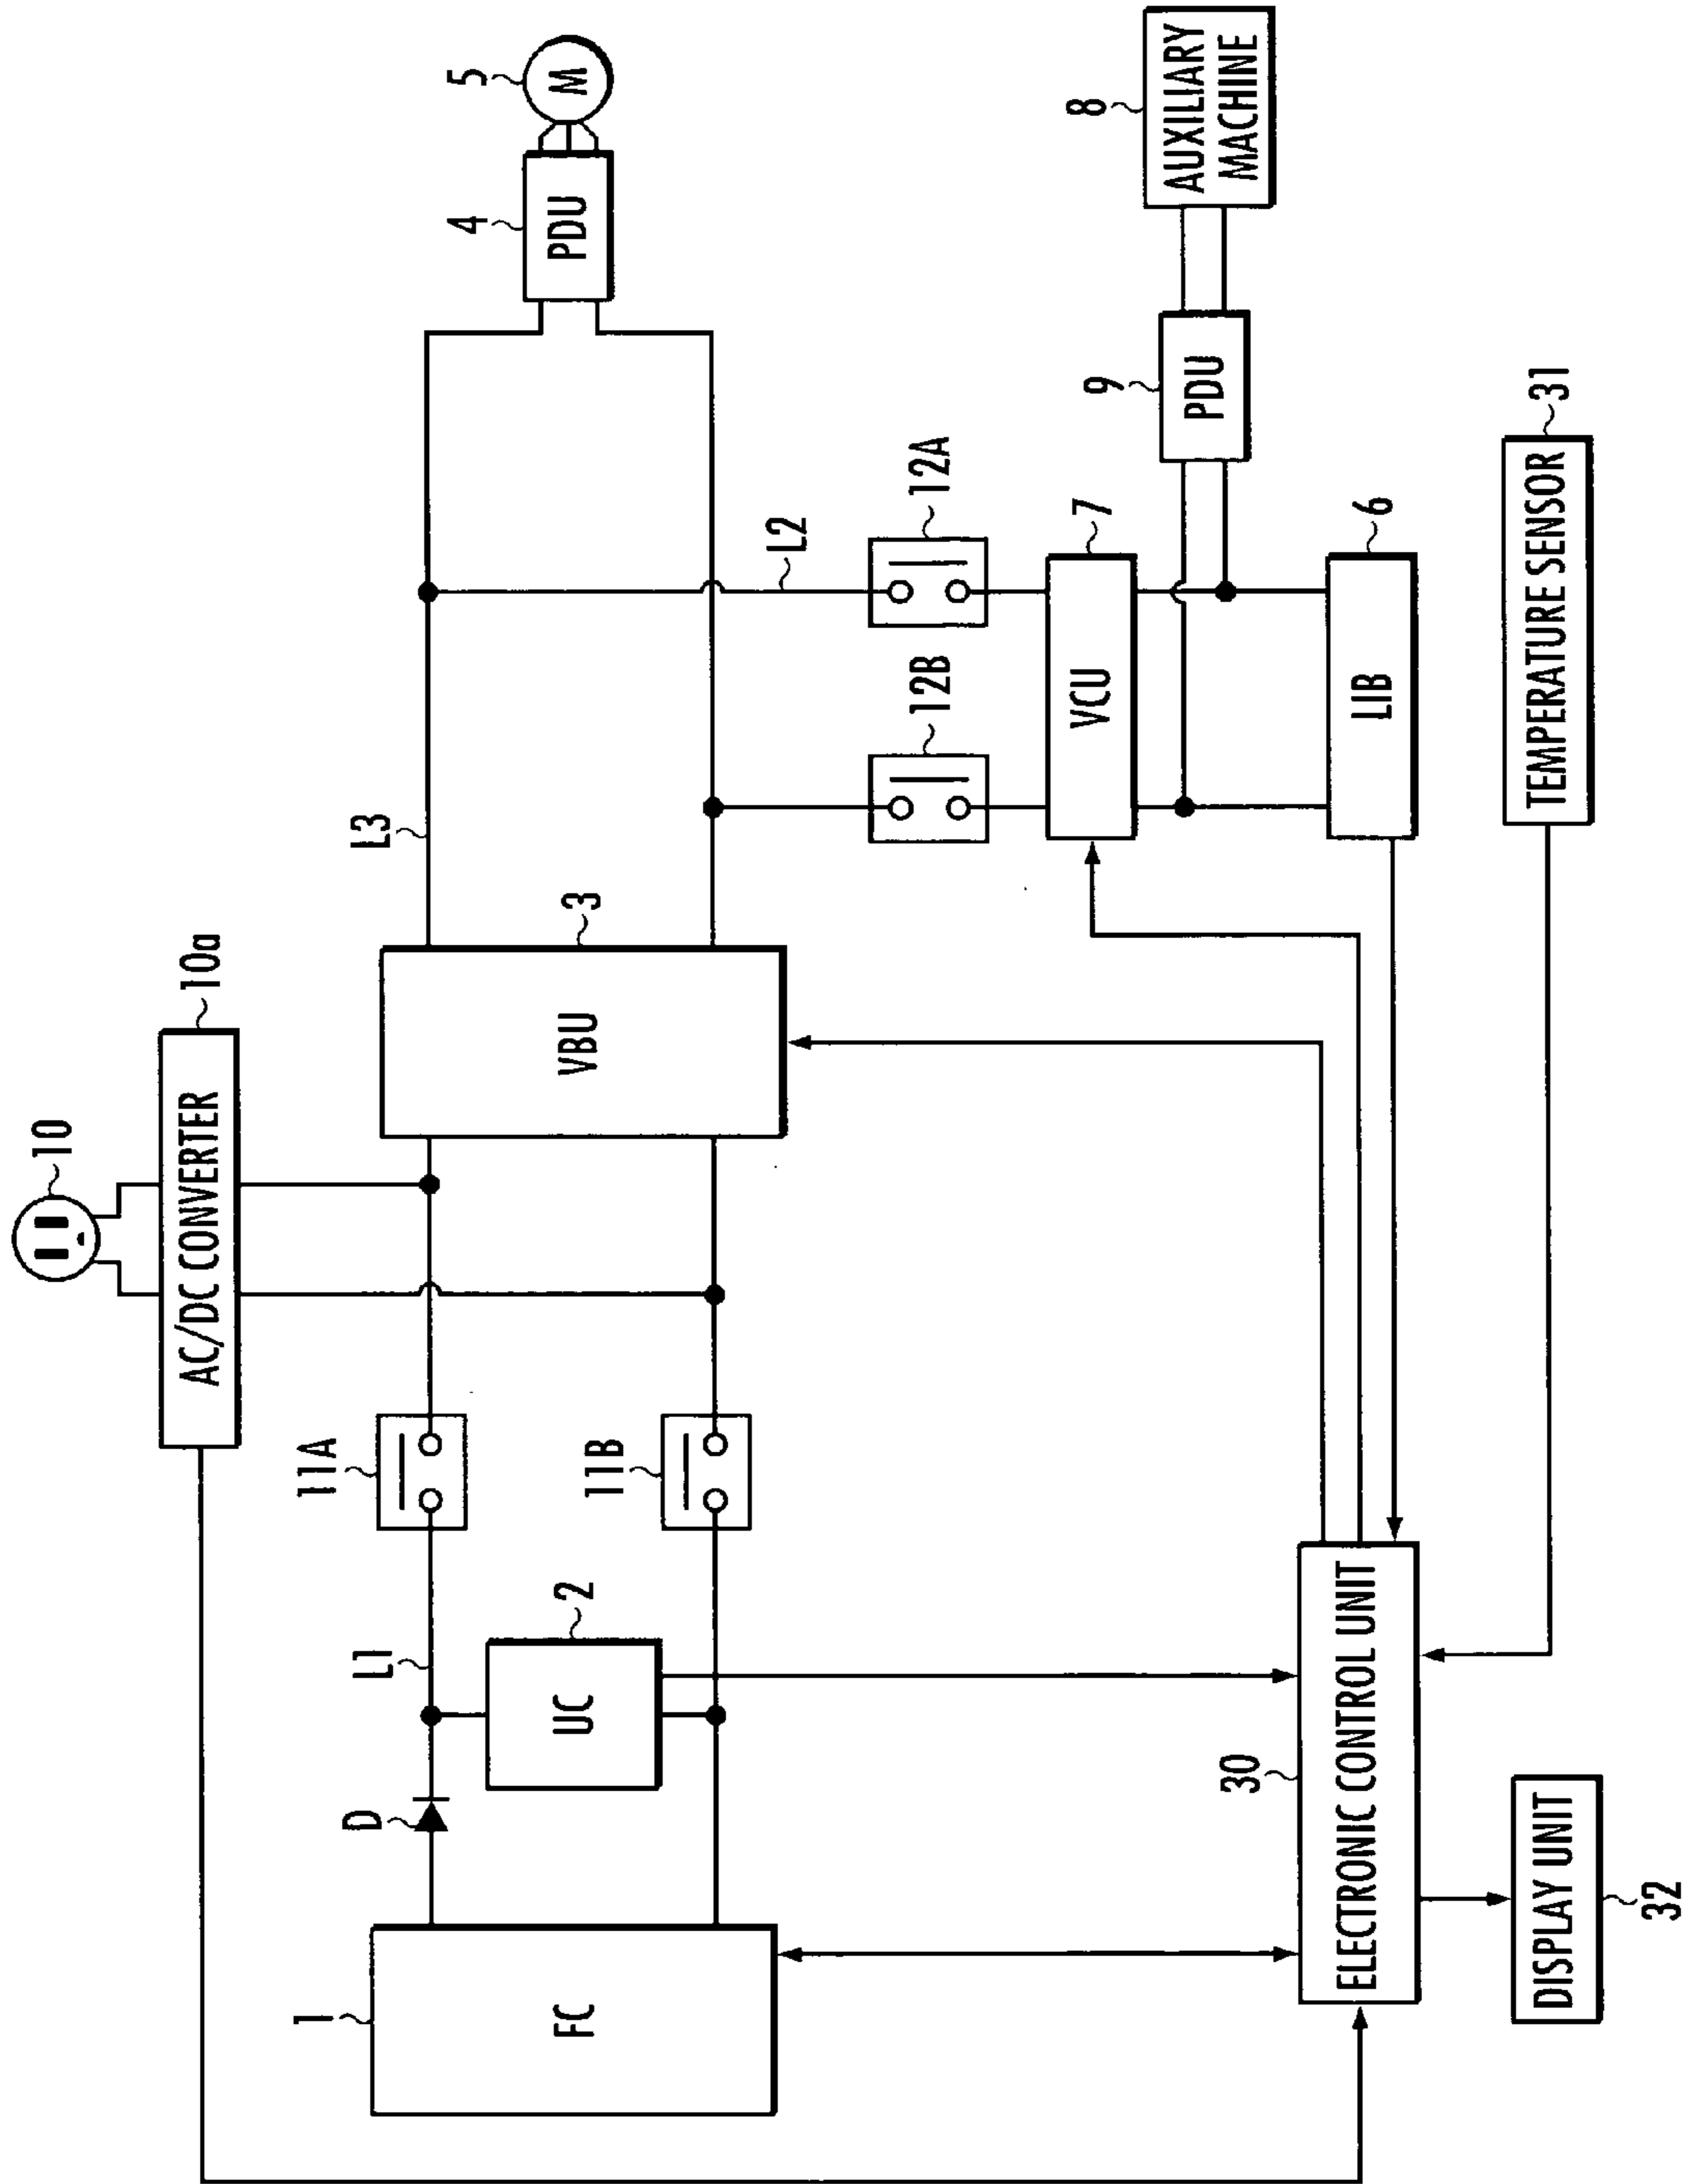 10
AC/DC CONVERTER
10a
1
FC
D
L1
UC
2
11A
11B
VBU
3
L3
4
PDU
5
M
L2
12A
12B
VCU
7
9
PDU
8
AUXILIARY
MACHINE
LIB
6
30
ELECTRONIC CONTROL UNIT
TEMPERATURE SENSOR
31
DISPLAY UNIT
32